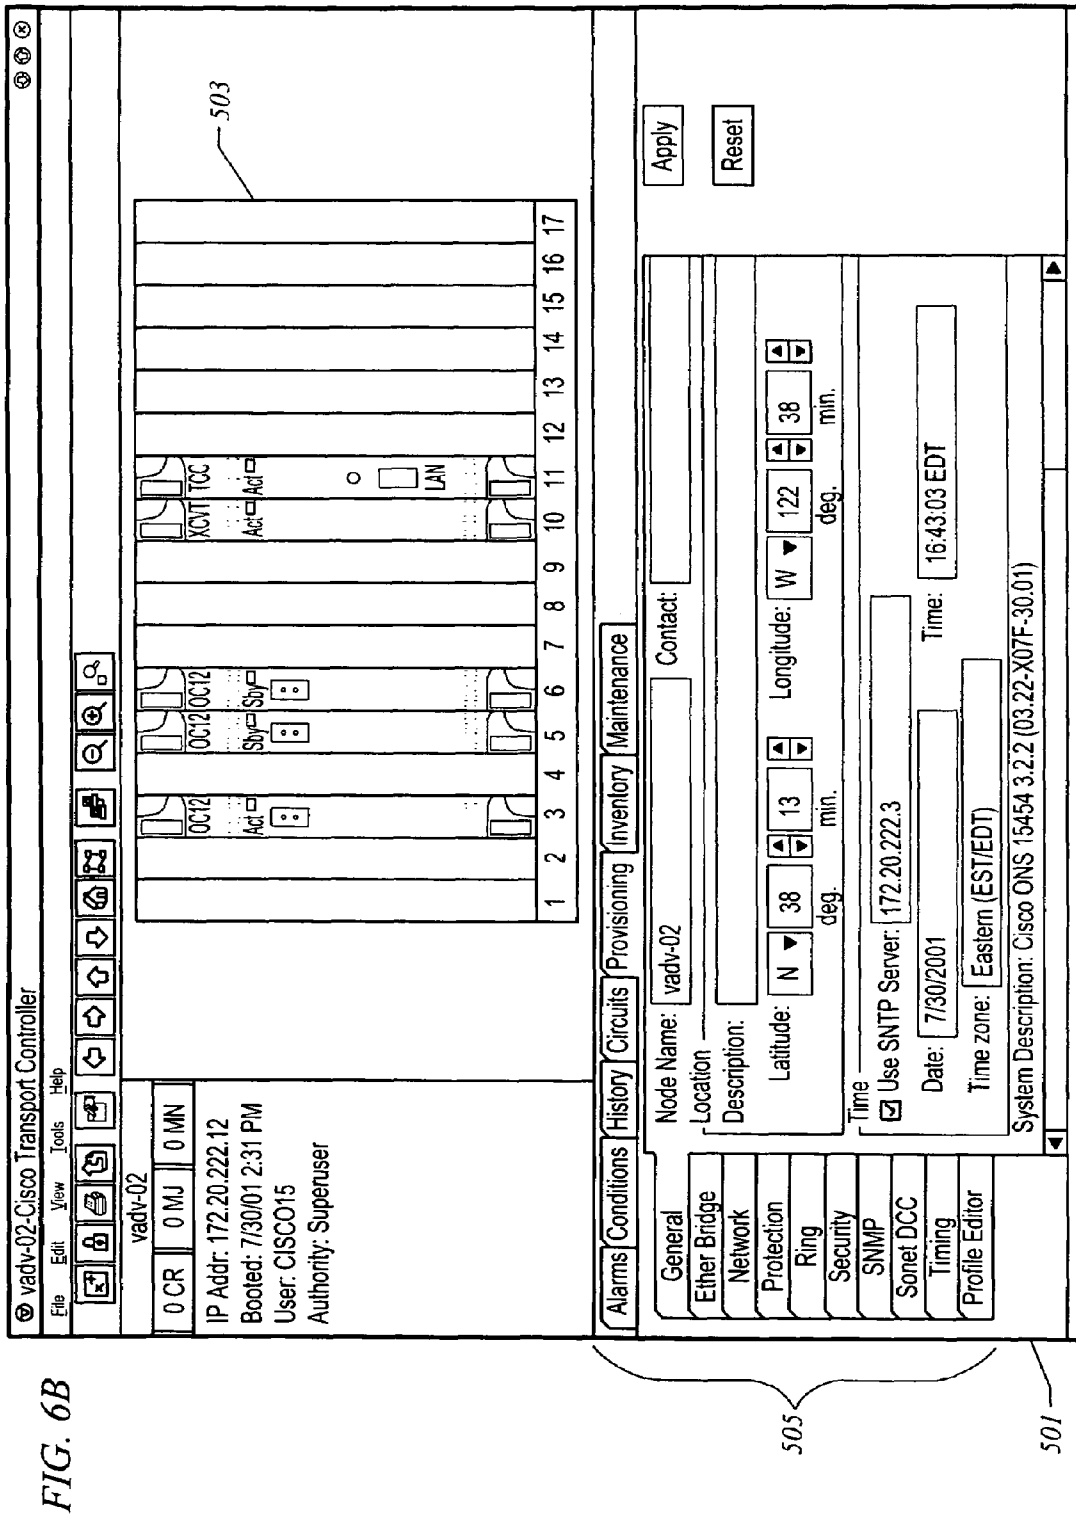 FIG. 6B
vadv-02-Cisco Transport Controller
File Edit View Tools Help
vadv-02
0 CR 0 MJ 0 MN
IP Addr: 172.20.222.12
Booted: 7/30/01 2:31 PM
User: CISCO15
Authority: Superuser
503
OC12 OC12 OC12 XCVT TCC
Act Sby Sby Act Act
LAN
1 2 3 4 5 6 7 8 9 10 11 12 13 14 15 16 17
Alarms Conditions History Circuits Provisioning Inventory Maintenance
General
Ether Bridge
Network
Protection
Ring
Security
SNMP
Sonet DCC
Timing
Profile Editor
Node Name: vadv-02 Contact:
Location
Description:
Latitude: N 38 13 Longitude: W 122 38
deg. min. deg. min.
Time
Use SNTP Server: 172.20.222.3
Date: 7/30/2001 Time: 16:43:03 EDT
Time zone: Eastern (EST/EDT)
System Description: Cisco ONS 15454 3.2.2 (03.22-X07F-30.01)
Apply
Reset
505
501